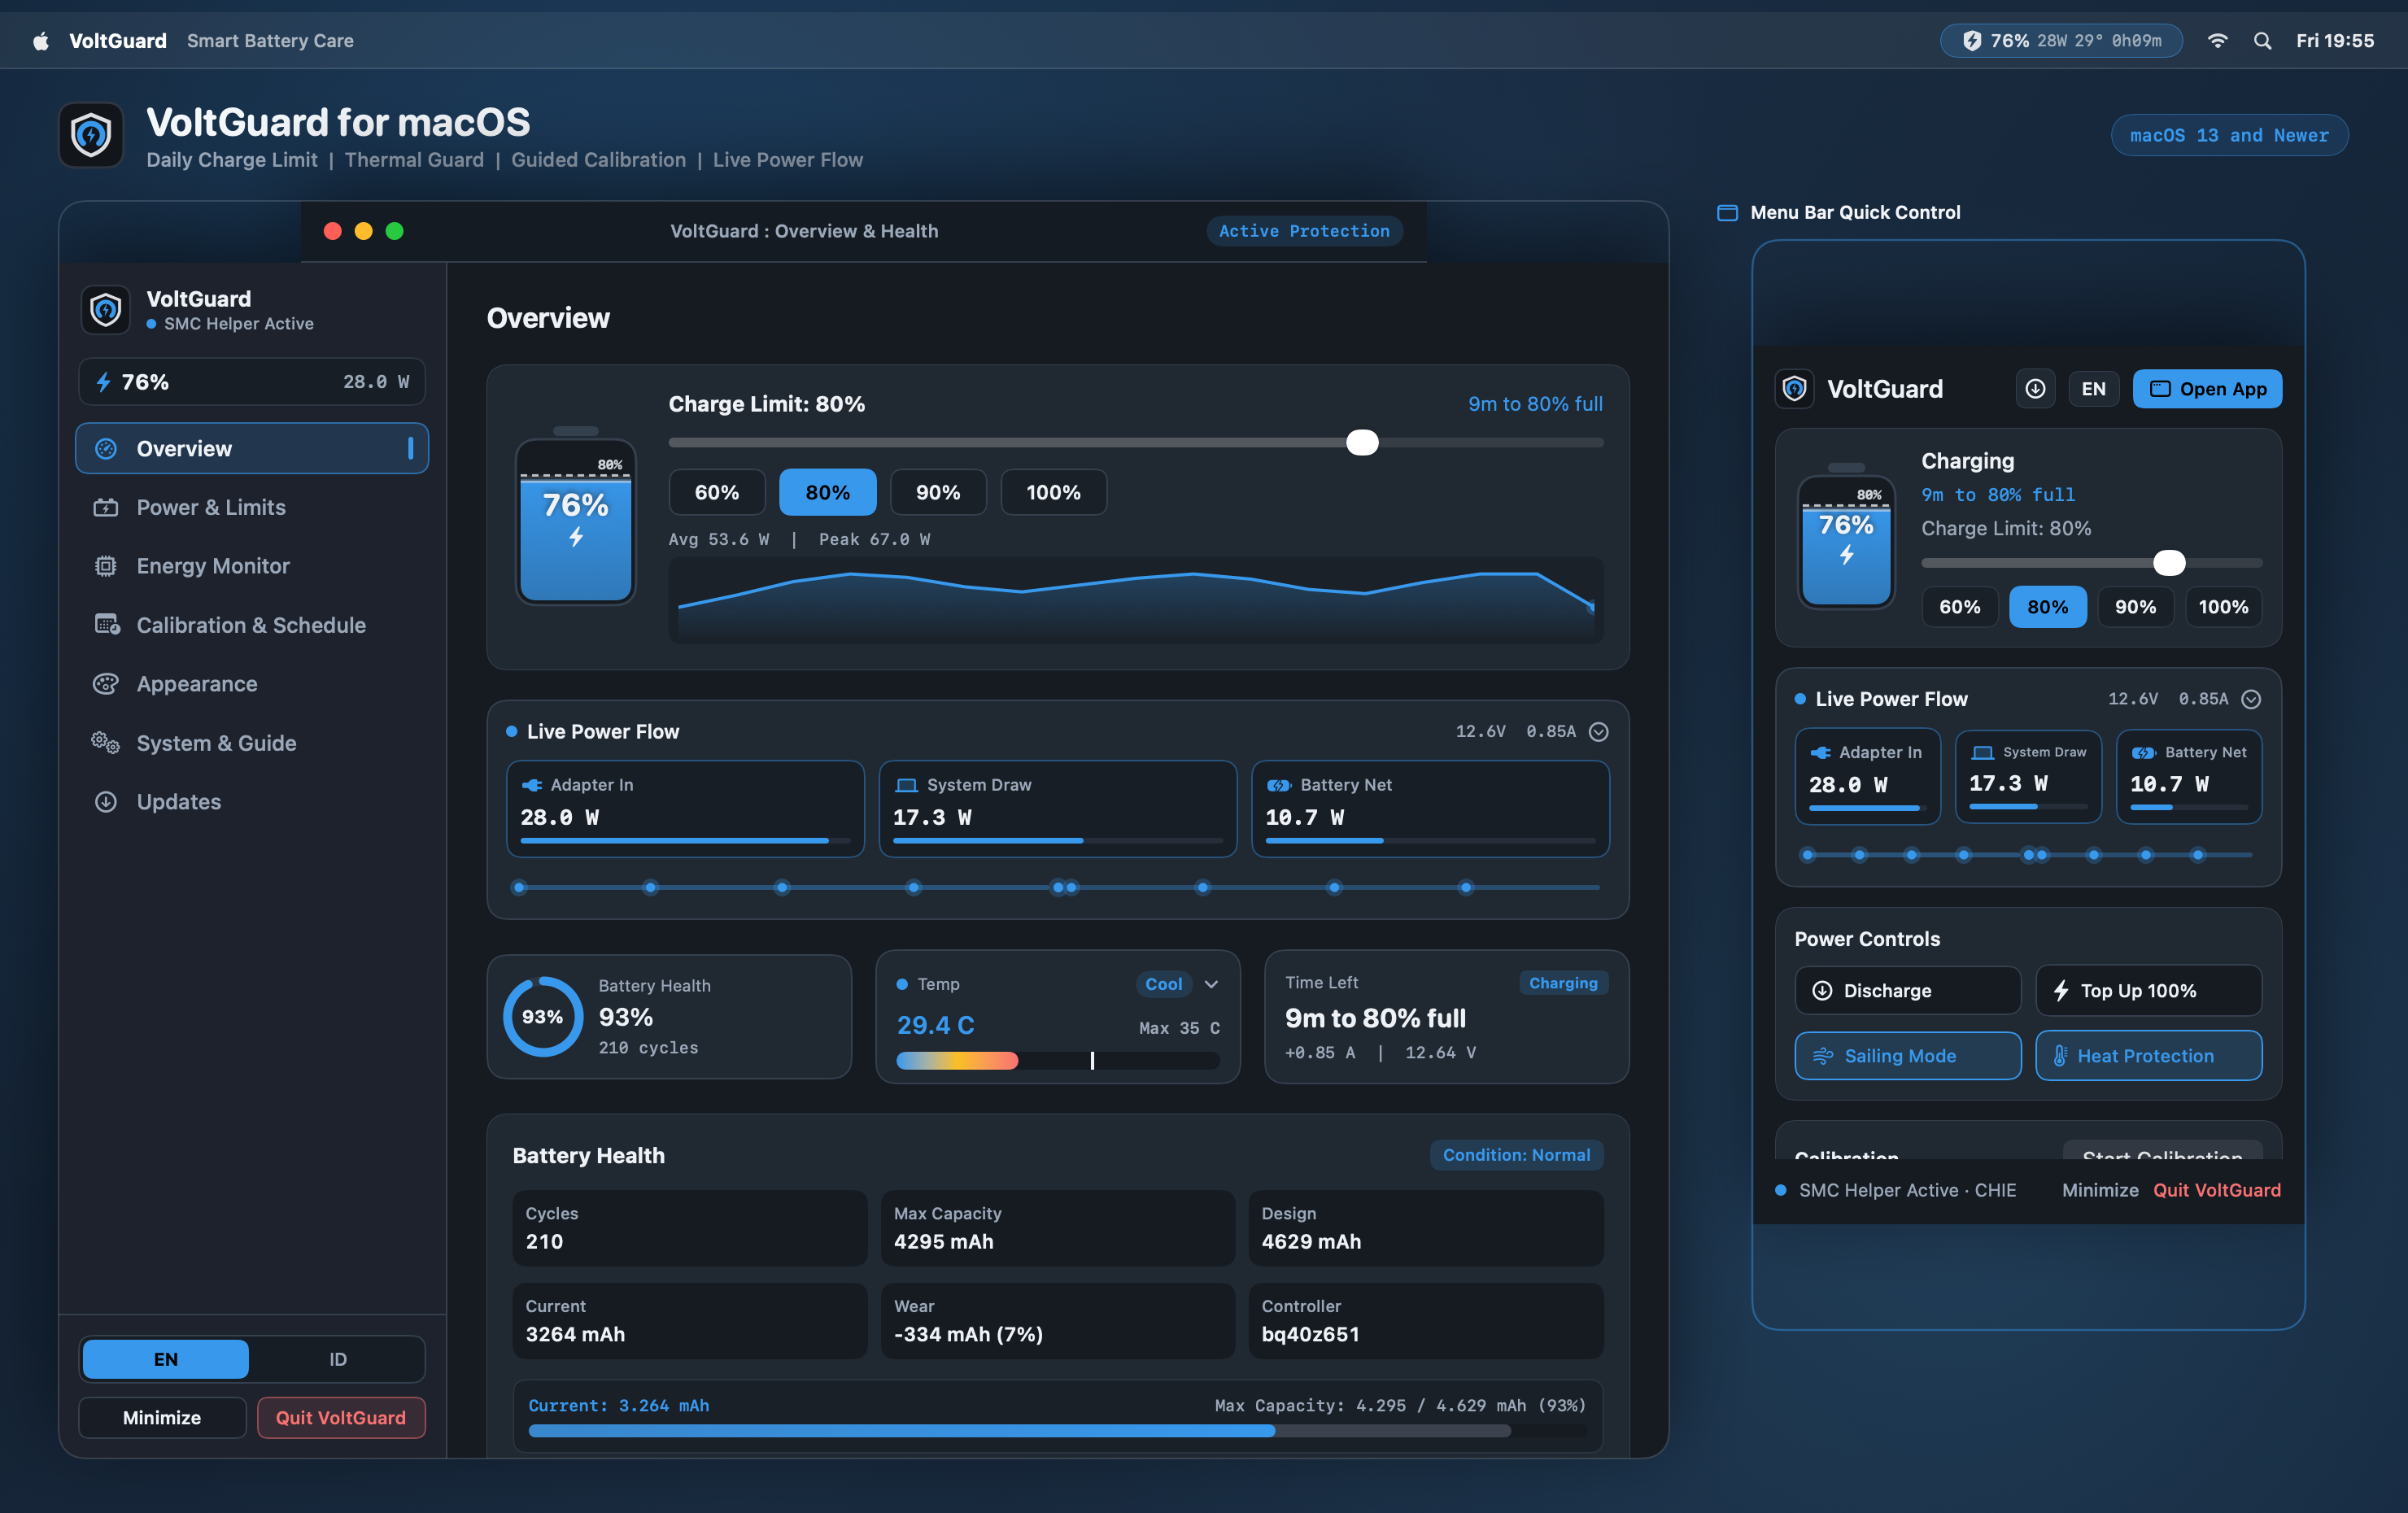 VoltGuard Smart Battery Care 76% 28W 29° 0h09m Fri 19:55
VoltGuard for macOS
Daily Charge Limit | Thermal Guard | Guided Calibration | Live Power Flow
macOS 13 and Newer
VoltGuard : Overview & Health Active Protection
VoltGuard
SMC Helper Active
76% 28.0 W
Overview
Power & Limits
Energy Monitor
Calibration & Schedule
Appearance
System & Guide
Updates
EN ID
Minimize Quit VoltGuard
Overview
80%
76%
Charge Limit: 80% 9m to 80% full
60% 80% 90% 100%
Avg 53.6 W | Peak 67.0 W
Live Power Flow 12.6V 0.85A
Adapter In
28.0 W
System Draw
17.3 W
Battery Net
10.7 W
93%
Battery Health
93%
210 cycles
Temp Cool
29.4 C Max 35 C
Time Left Charging
9m to 80% full
+0.85 A | 12.64 V
Battery Health Condition: Normal
Cycles
210
Max Capacity
4295 mAh
Design
4629 mAh
Current
3264 mAh
Wear
-334 mAh (7%)
Controller
bq40z651
Current: 3.264 mAh Max Capacity: 4.295 / 4.629 mAh (93%)
Menu Bar Quick Control
VoltGuard EN Open App
80%
76%
Charging
9m to 80% full
Charge Limit: 80%
60% 80% 90% 100%
Live Power Flow 12.6V 0.85A
Adapter In
28.0 W
System Draw
17.3 W
Battery Net
10.7 W
Power Controls
Discharge Top Up 100%
Sailing Mode Heat Protection
Calibration Start Calibration
SMC Helper Active · CHIE Minimize Quit VoltGuard